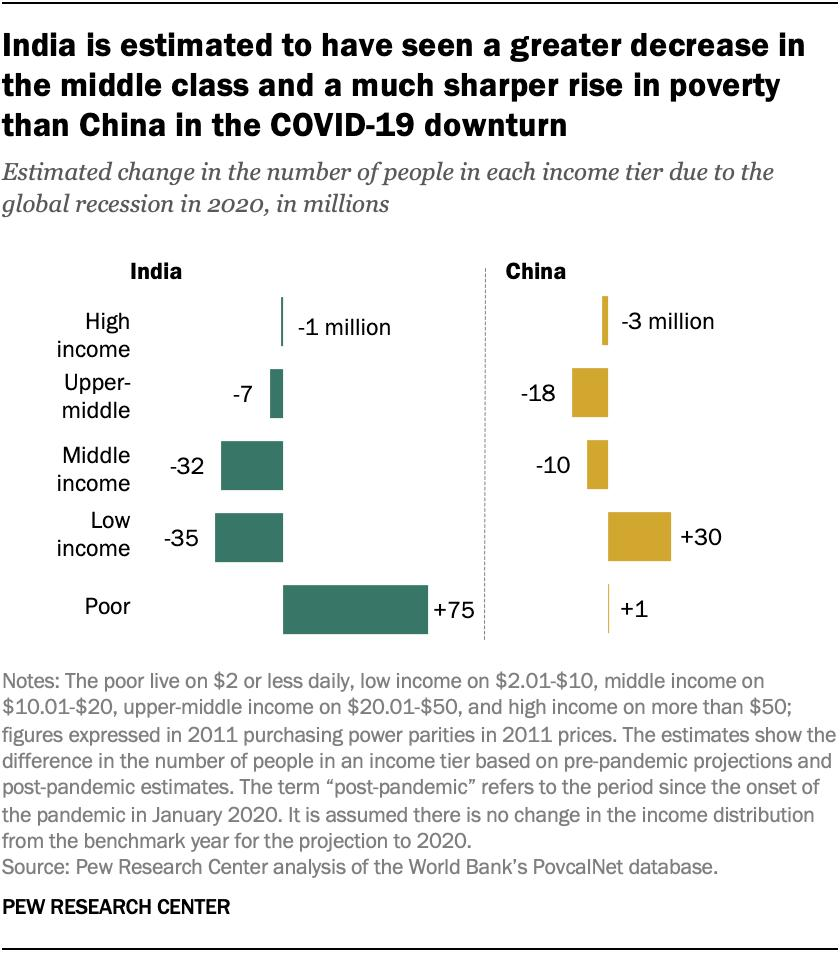 India is estimated to have seen a greater decrease in
the middle class and a much sharper rise in poverty
than China in the COVID-19 downturn
Estimated change in the number of people in each income tier due to the
global recession in 2020, in millions
India
China
High
income
-1 million
-3 million
Upper-
middle
-7
-18
Middle
income
-32
-10
Low
income
-35
+30
Poor
+75
+1
Notes: The poor live on $2 or less daily, low income on $2.01-$10, middle income on
$10.01-$20, upper-middle income on $20.01-$50, and high income on more than $50;
figures expressed in 2011 purchasing power parities in 2011 prices. The estimates show the
difference in the number of people in an income tier based on pre-pandemic projections and
post-pandemic estimates. The term “post-pandemic” refers to the period since the onset of
the pandemic in January 2020. It is assumed there is no change in the income distribution
from the benchmark year for the projection to 2020.
Source: Pew Research Center analysis of the World Bank’s PovcalNet database.
PEW RESEARCH CENTER